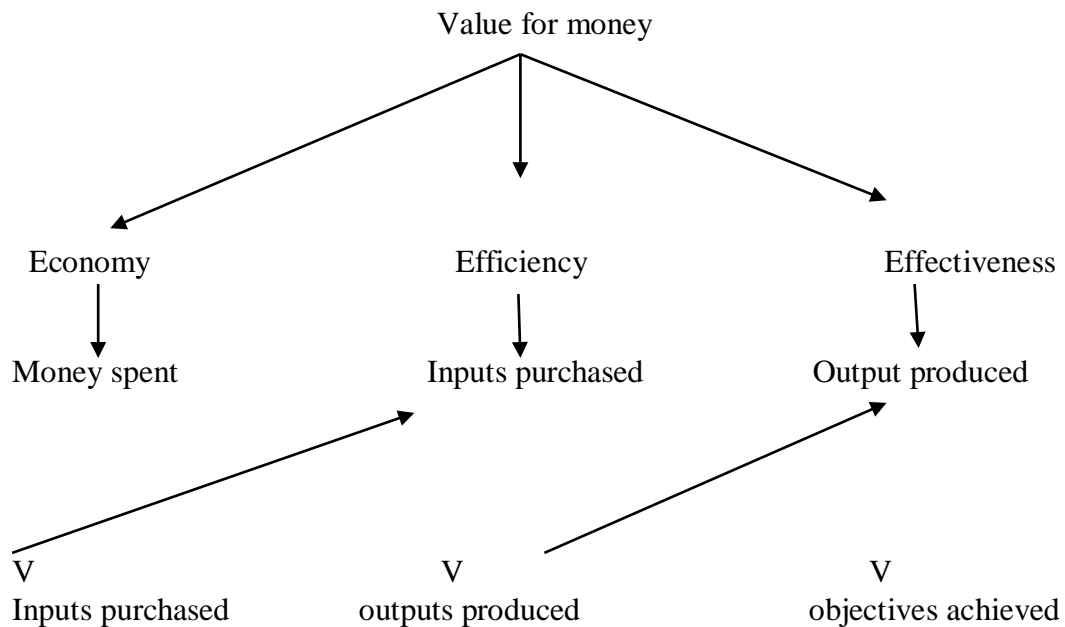 Value for money
Economy Efficiency Effectiveness
Money spent Inputs purchased Output produced
V V V
Inputs purchased outputs produced objectives achieved